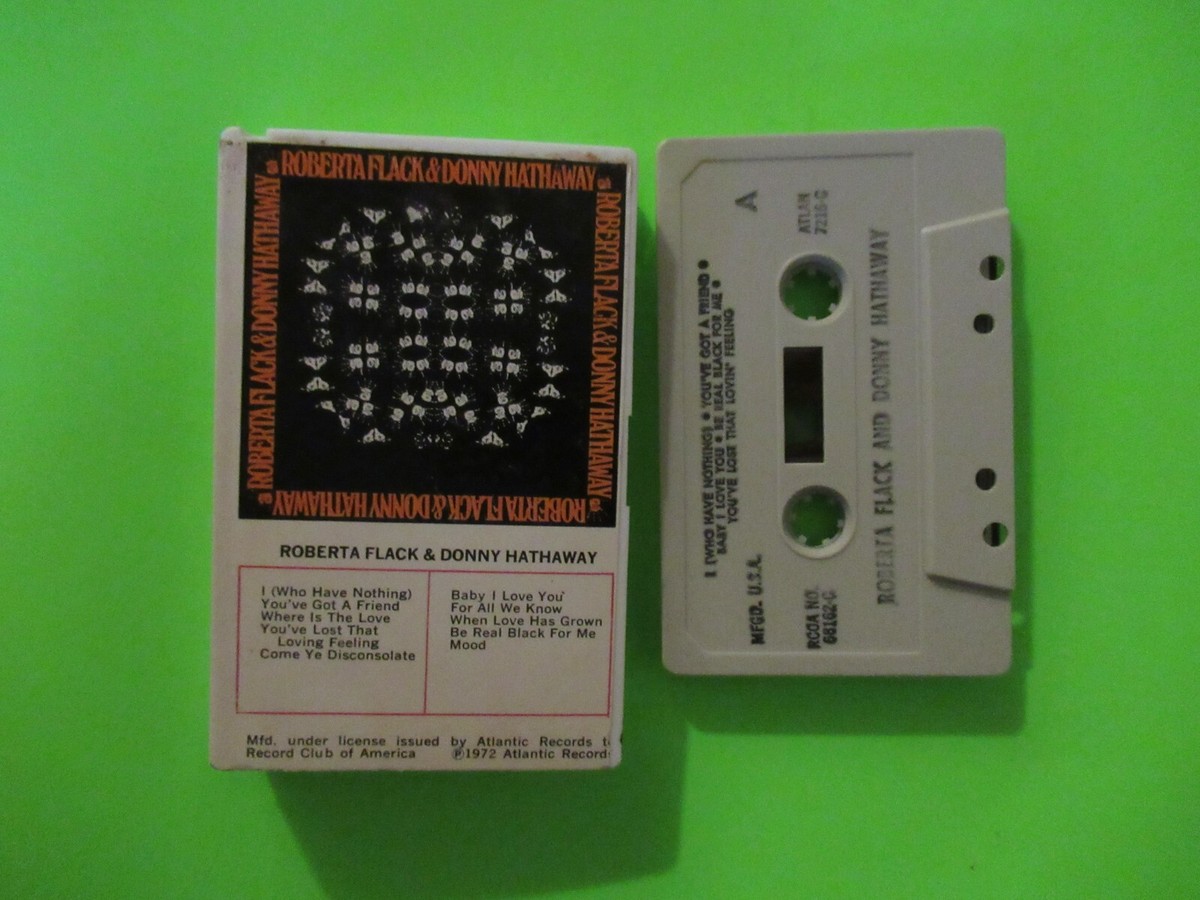 ROBERTA FLACK & DONNY HATHAWAY
ROBERTA FLACK & DONNY HATHAWAY
ROBERTA FLACK & DONNY HATHAWAY
ROBERTA FLACK & DONNY HATHAWAY
ROBERTA FLACK & DONNY HATHAWAY
I (Who Have Nothing)
You've Got A Friend
Where Is The Love
You've Lost That
Loving Feeling
Come Ye Disconsolate
Baby I Love You
For All We Know
When Love Has Grown
Be Real Black For Me
Mood
Mfd. under license issued by Atlantic Records
Record Club of America ℗1972 Atlantic Record
A
I (WHO HAVE NOTHING) • YOU'VE GOT A FRIEND •
BABY I LOVE YOU • BE REAL BLACK FOR ME •
YOU'VE LOST THAT LOVIN' FEELING
MFGD. U.S.A.
ATLAN
7216-C
RCOA NO.
68162-C
ROBERTA FLACK AND DONNY HATHAWAY